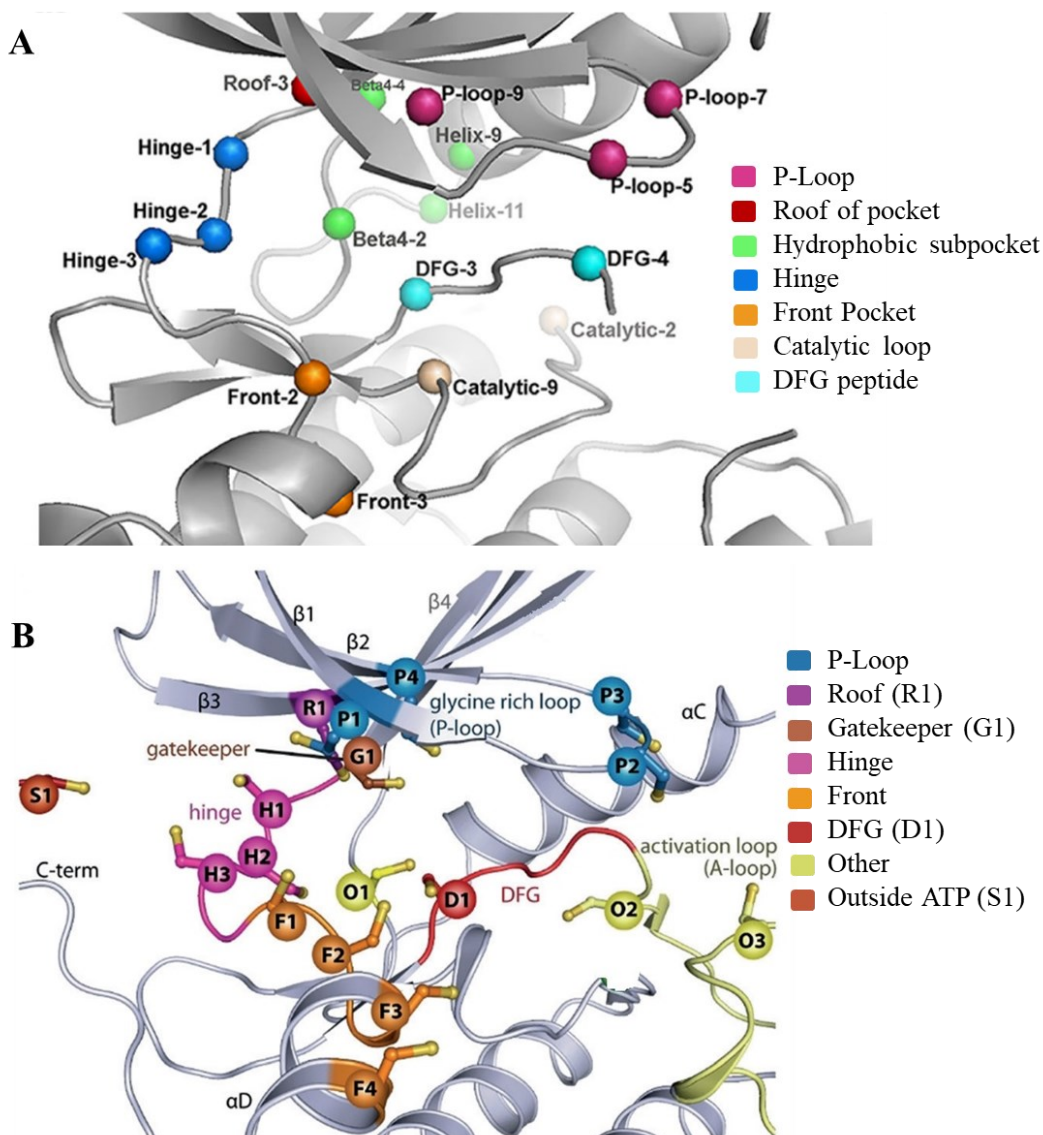 A
Roof-3
Beta4-4
P-loop-9
P-loop-7
Hinge-1
Helix-9
P-loop-5
Hinge-2
Helix-11
Hinge-3
Beta4-2
DFG-3
DFG-4
Catalytic-2
Front-2
Catalytic-9
Front-3
P-Loop
Roof of pocket
Hydrophobic subpocket
Hinge
Front Pocket
Catalytic loop
DFG peptide
B
β1
β2
β4
β3
R1
P1
P4
glycine rich loop
(P-loop)
P3
αC
gatekeeper
G1
P2
S1
hinge
H1
H2
H3
C-term
O1
D1
DFG
activation loop
(A-loop)
F1
O2
F2
O3
F3
F4
αD
P-Loop
Roof (R1)
Gatekeeper (G1)
Hinge
Front
DFG (D1)
Other
Outside ATP (S1)